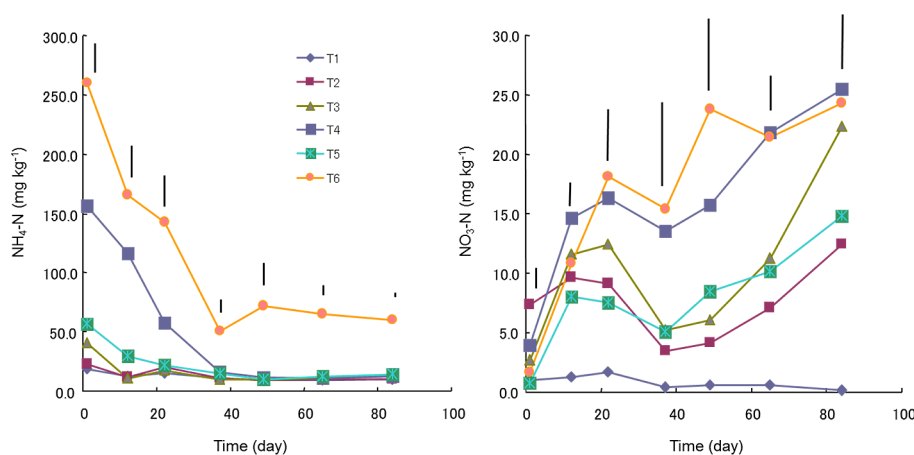 300.0
250.0
200.0
150.0
100.0
50.0
0.0
NH₄-N (mg kg⁻¹)
0
20
40
60
80
100
Time (day)
T1
T2
T3
T4
T5
T6
30.0
25.0
20.0
15.0
10.0
5.0
0.0
NO₃-N (mg kg⁻¹)
0
20
40
60
80
100
Time (day)